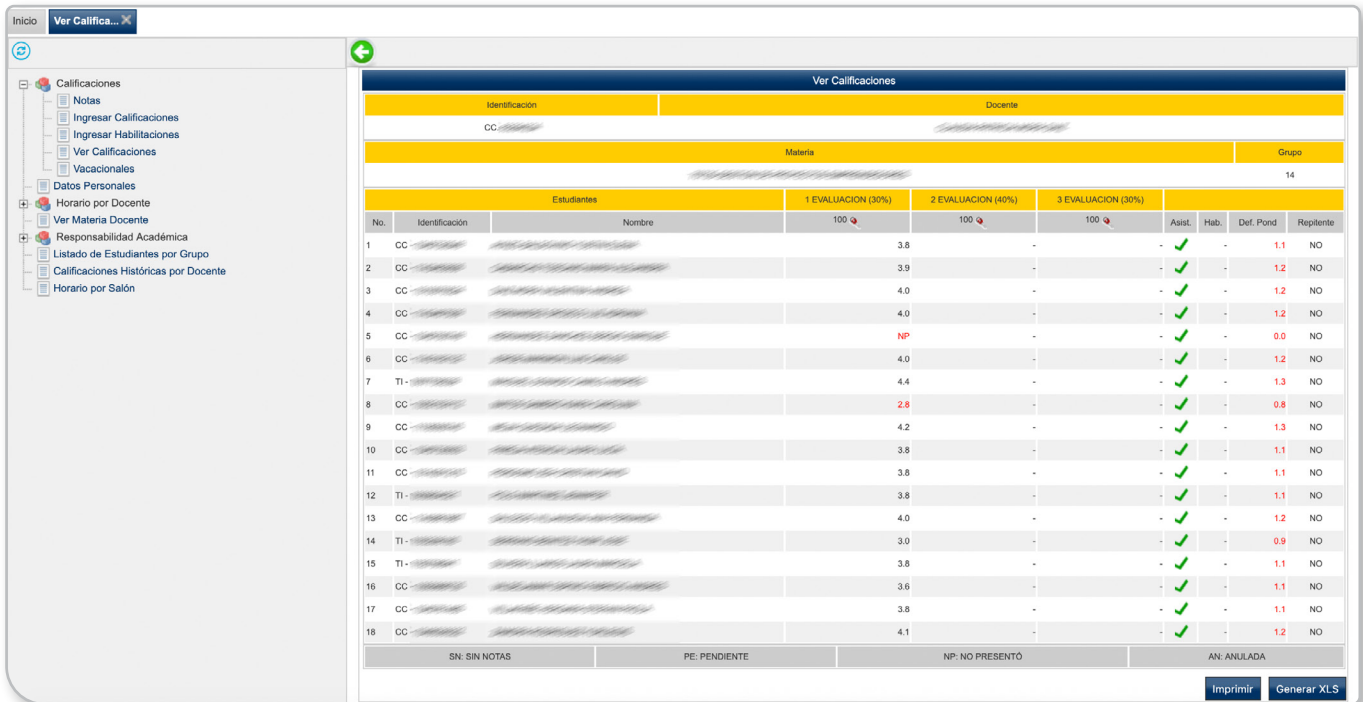 Inicio Ver Califica...
Calificaciones
Notas
Ingresar Calificaciones
Ingresar Habilitaciones
Ver Calificaciones
Vacacionales
Datos Personales
Horario por Docente
Ver Materia Docente
Responsabilidad Académica
Listado de Estudiantes por Grupo
Calificaciones Históricas por Docente
Horario por Salón
Ver Calificaciones
Identificación Docente
CC.
Materia Grupo
14
Estudiantes 1 EVALUACION (30%) 2 EVALUACION (40%) 3 EVALUACION (30%)
No. Identificación Nombre 100 100 100 Asist. Hab. Def. Pond Repitente
1 CC - 3.8 - - - 1.1 NO
2 CC - 3.9 - - - 1.2 NO
3 CC - 4.0 - - - 1.2 NO
4 CC - 4.0 - - - 1.2 NO
5 CC - NP - - - 0.0 NO
6 CC - 4.0 - - - 1.2 NO
7 TI - 4.4 - - - 1.3 NO
8 CC - 2.8 - - - 0.8 NO
9 CC - 4.2 - - - 1.3 NO
10 CC - 3.8 - - - 1.1 NO
11 CC - 3.8 - - - 1.1 NO
12 TI - 3.8 - - - 1.1 NO
13 CC - 4.0 - - - 1.2 NO
14 TI - 3.0 - - - 0.9 NO
15 TI - 3.8 - - - 1.1 NO
16 CC - 3.6 - - - 1.1 NO
17 CC - 3.8 - - - 1.1 NO
18 CC - 4.1 - - - 1.2 NO
SN: SIN NOTAS PE: PENDIENTE NP: NO PRESENTÓ AN: ANULADA
Imprimir Generar XLS